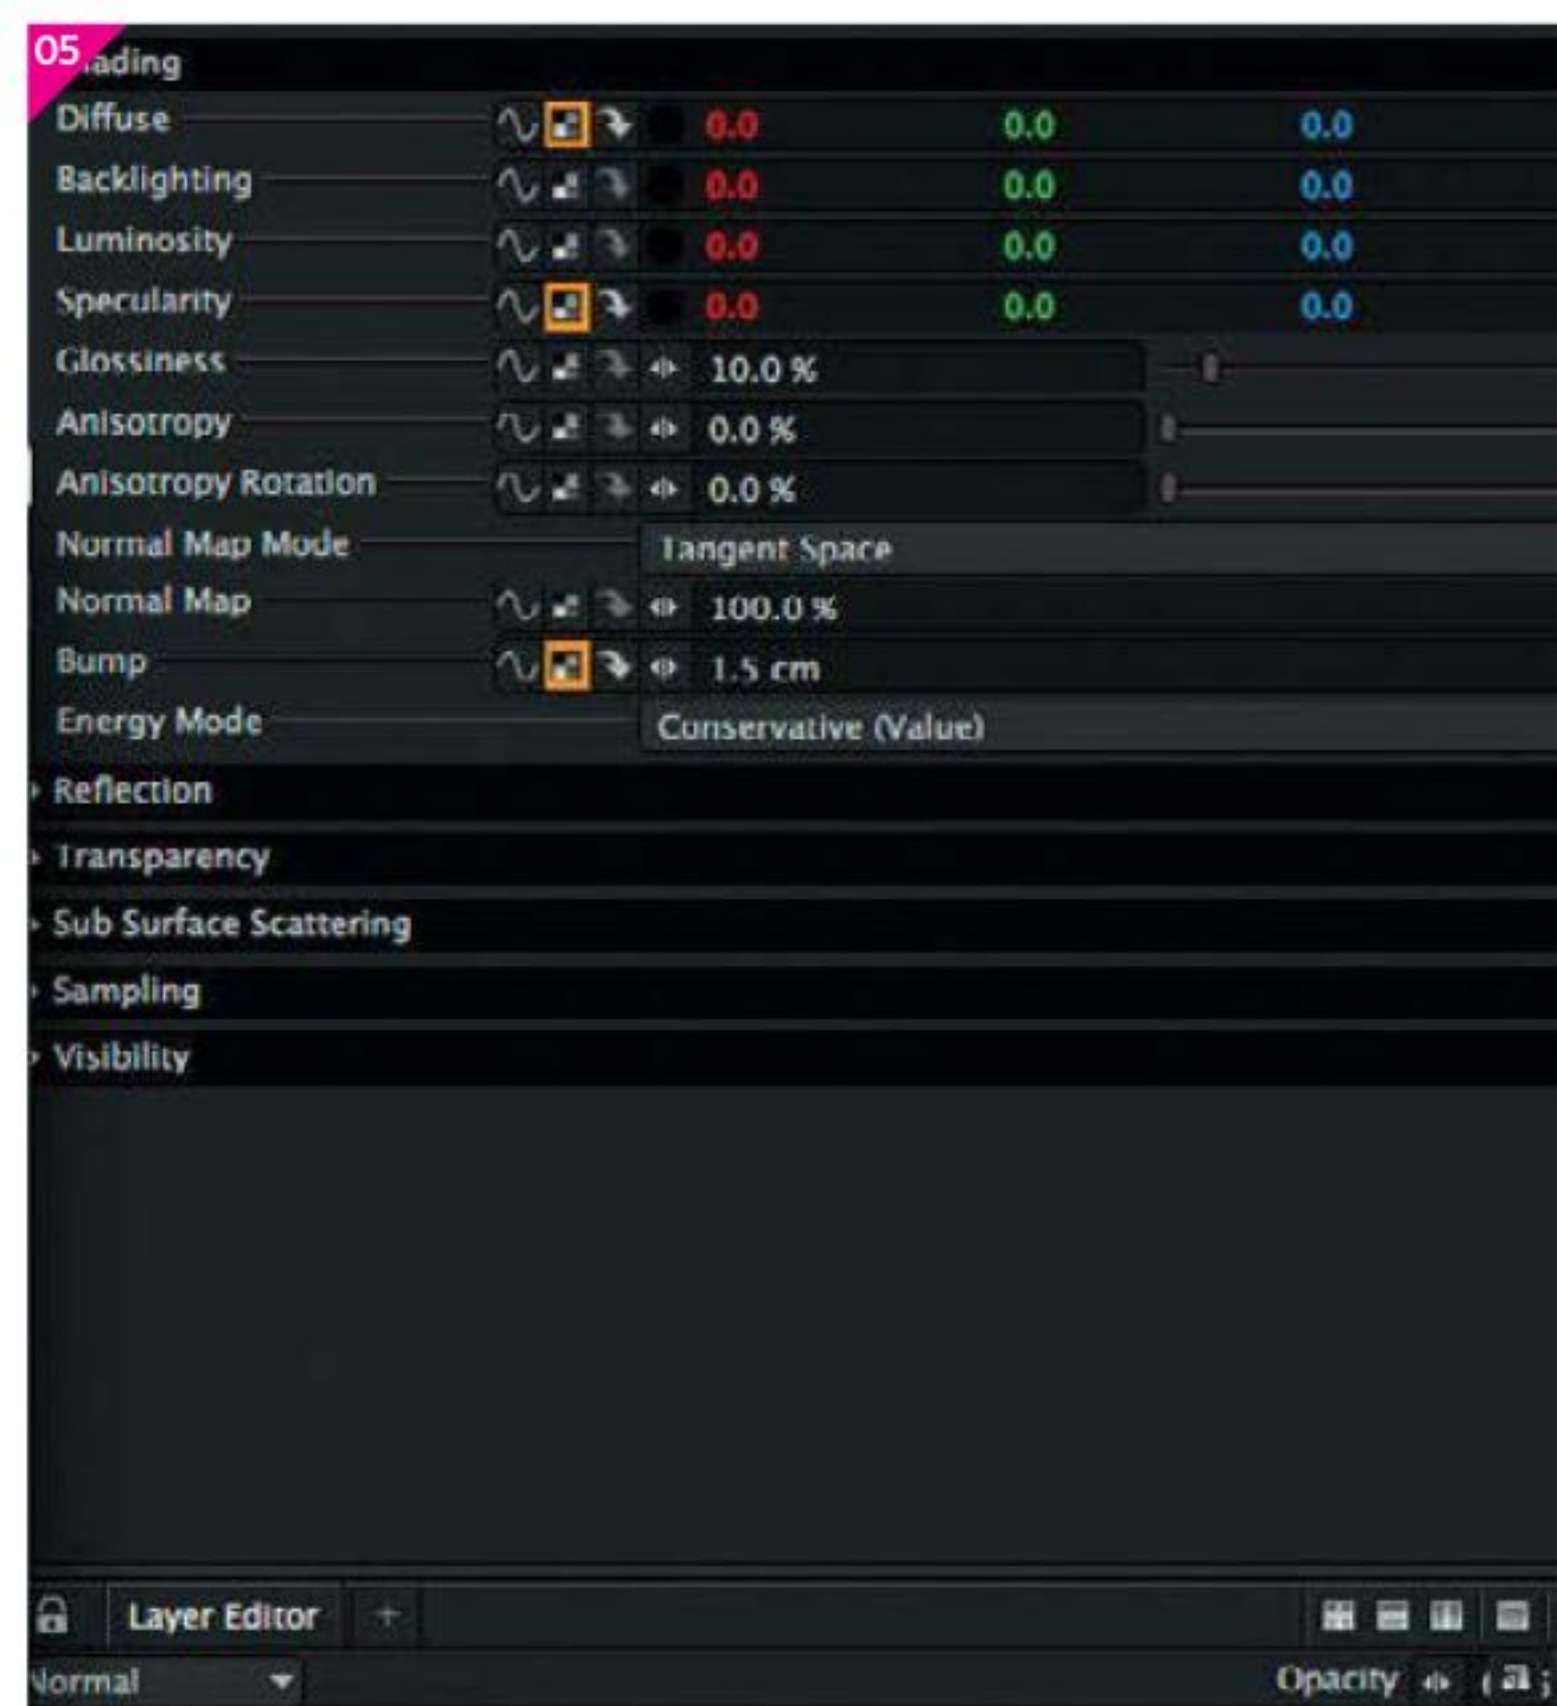 05
ading
Diffuse 0.0 0.0 0.0
Backlighting 0.0 0.0 0.0
Luminosity 0.0 0.0 0.0
Specularity 0.0 0.0 0.0
Glossiness 10.0 %
Anisotropy 0.0 %
Anisotropy Rotation 0.0 %
Normal Map Mode Tangent Space
Normal Map 100.0 %
Bump 1.5 cm
Energy Mode Conservative (Value)
Reflection
Transparency
Sub Surface Scattering
Sampling
Visibility
Layer Editor +
Normal Opacity